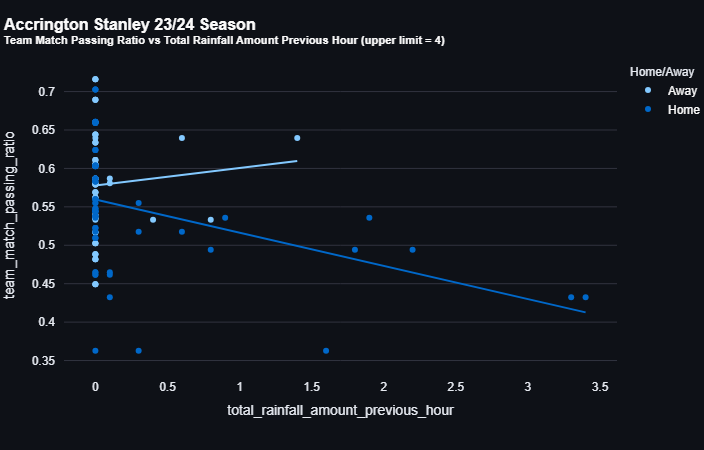 Accrington Stanley 23/24 Season
Team Match Passing Ratio vs Total Rainfall Amount Previous Hour (upper limit = 4)
Home/Away
Away
Home
team_match_passing_ratio
0.7
0.65
0.6
0.55
0.5
0.45
0.4
0.35
0
0.5
1
1.5
2
2.5
3
3.5
total_rainfall_amount_previous_hour